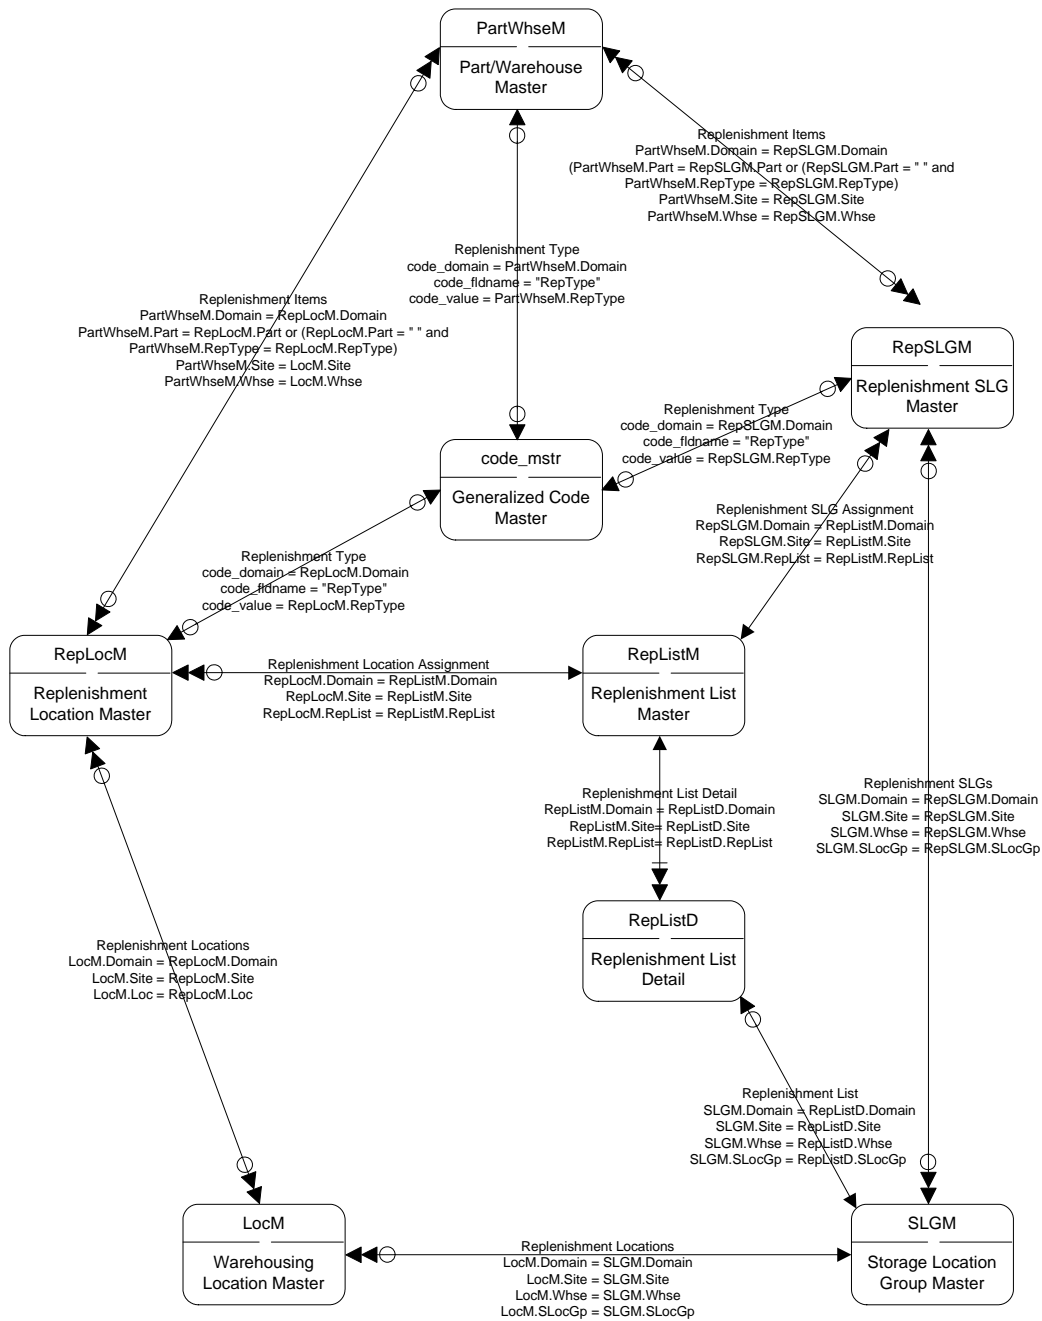 PartWhseM
Part/Warehouse
Master
Replenishment Items
PartWhseM.Domain = RepSLGM.Domain
(PartWhseM.Part = RepSLGM.Part or (RepSLGM.Part = " " and
PartWhseM.RepType = RepSLGM.RepType)
PartWhseM.Site = RepSLGM.Site
PartWhseM.Whse = RepSLGM.Whse
Replenishment Type
code_domain = PartWhseM.Domain
code_fldname = "RepType"
code_value = PartWhseM.RepType
Replenishment Items
PartWhseM.Domain = RepLocM.Domain
PartWhseM.Part = RepLocM.Part or (RepLocM.Part = " " and
PartWhseM.RepType = RepLocM.RepType)
PartWhseM.Site = LocM.Site
PartWhseM.Whse = LocM.Whse
RepSLGM
Replenishment SLG
Master
Replenishment Type
code_domain = RepSLGM.Domain
code_fldname = "RepType"
code_value = RepSLGM.RepType
code_mstr
Generalized Code
Master
Replenishment SLG Assignment
RepSLGM.Domain = RepListM.Domain
RepSLGM.Site = RepListM.Site
RepSLGM.RepList = RepListM.RepList
Replenishment Type
code_domain = RepLocM.Domain
code_fldname = "RepType"
code_value = RepLocM.RepType
RepLocM
Replenishment
Location Master
Replenishment Location Assignment
RepLocM.Domain = RepListM.Domain
RepLocM.Site = RepListM.Site
RepLocM.RepList = RepListM.RepList
RepListM
Replenishment List
Master
Replenishment List Detail
RepListM.Domain = RepListD.Domain
RepListM.Site= RepListD.Site
RepListM.RepList= RepListD.RepList
Replenishment SLGs
SLGM.Domain = RepSLGM.Domain
SLGM.Site = RepSLGM.Site
SLGM.Whse = RepSLGM.Whse
SLGM.SLocGp = RepSLGM.SLocGp
RepListD
Replenishment List
Detail
Replenishment Locations
LocM.Domain = RepLocM.Domain
LocM.Site = RepLocM.Site
LocM.Loc = RepLocM.Loc
Replenishment List
SLGM.Domain = RepListD.Domain
SLGM.Site = RepListD.Site
SLGM.Whse = RepListD.Whse
SLGM.SLocGp = RepListD.SLocGp
LocM
Warehousing
Location Master
Replenishment Locations
LocM.Domain = SLGM.Domain
LocM.Site = SLGM.Site
LocM.Whse = SLGM.Whse
LocM.SLocGp = SLGM.SLocGp
SLGM
Storage Location
Group Master